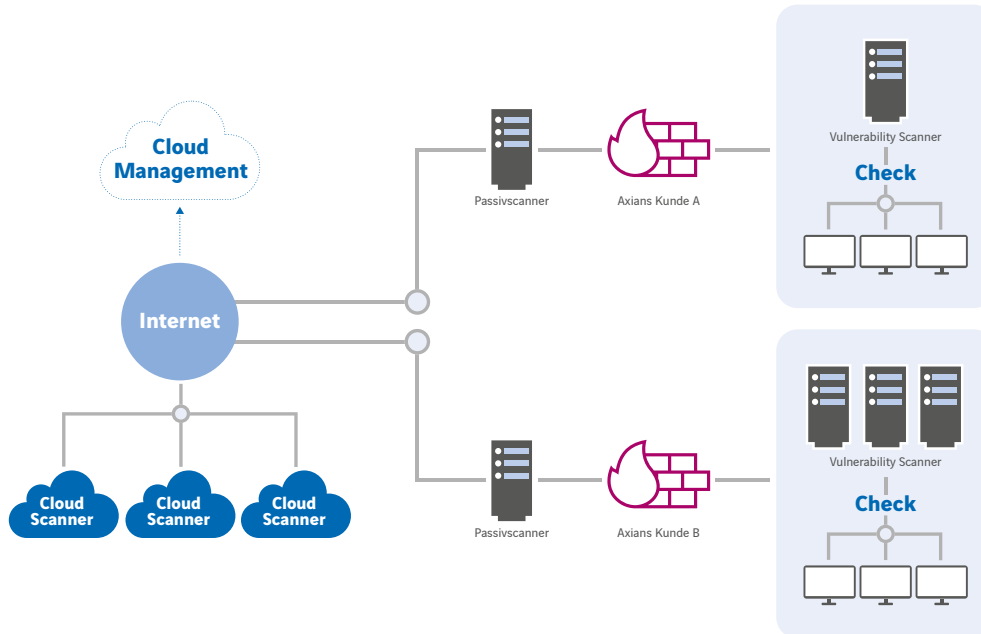 Cloud
Management
Internet
Cloud
Scanner
Cloud
Scanner
Cloud
Scanner
Passivscanner
Axians Kunde A
Vulnerability Scanner
Check
Passivscanner
Axians Kunde B
Vulnerability Scanner
Check